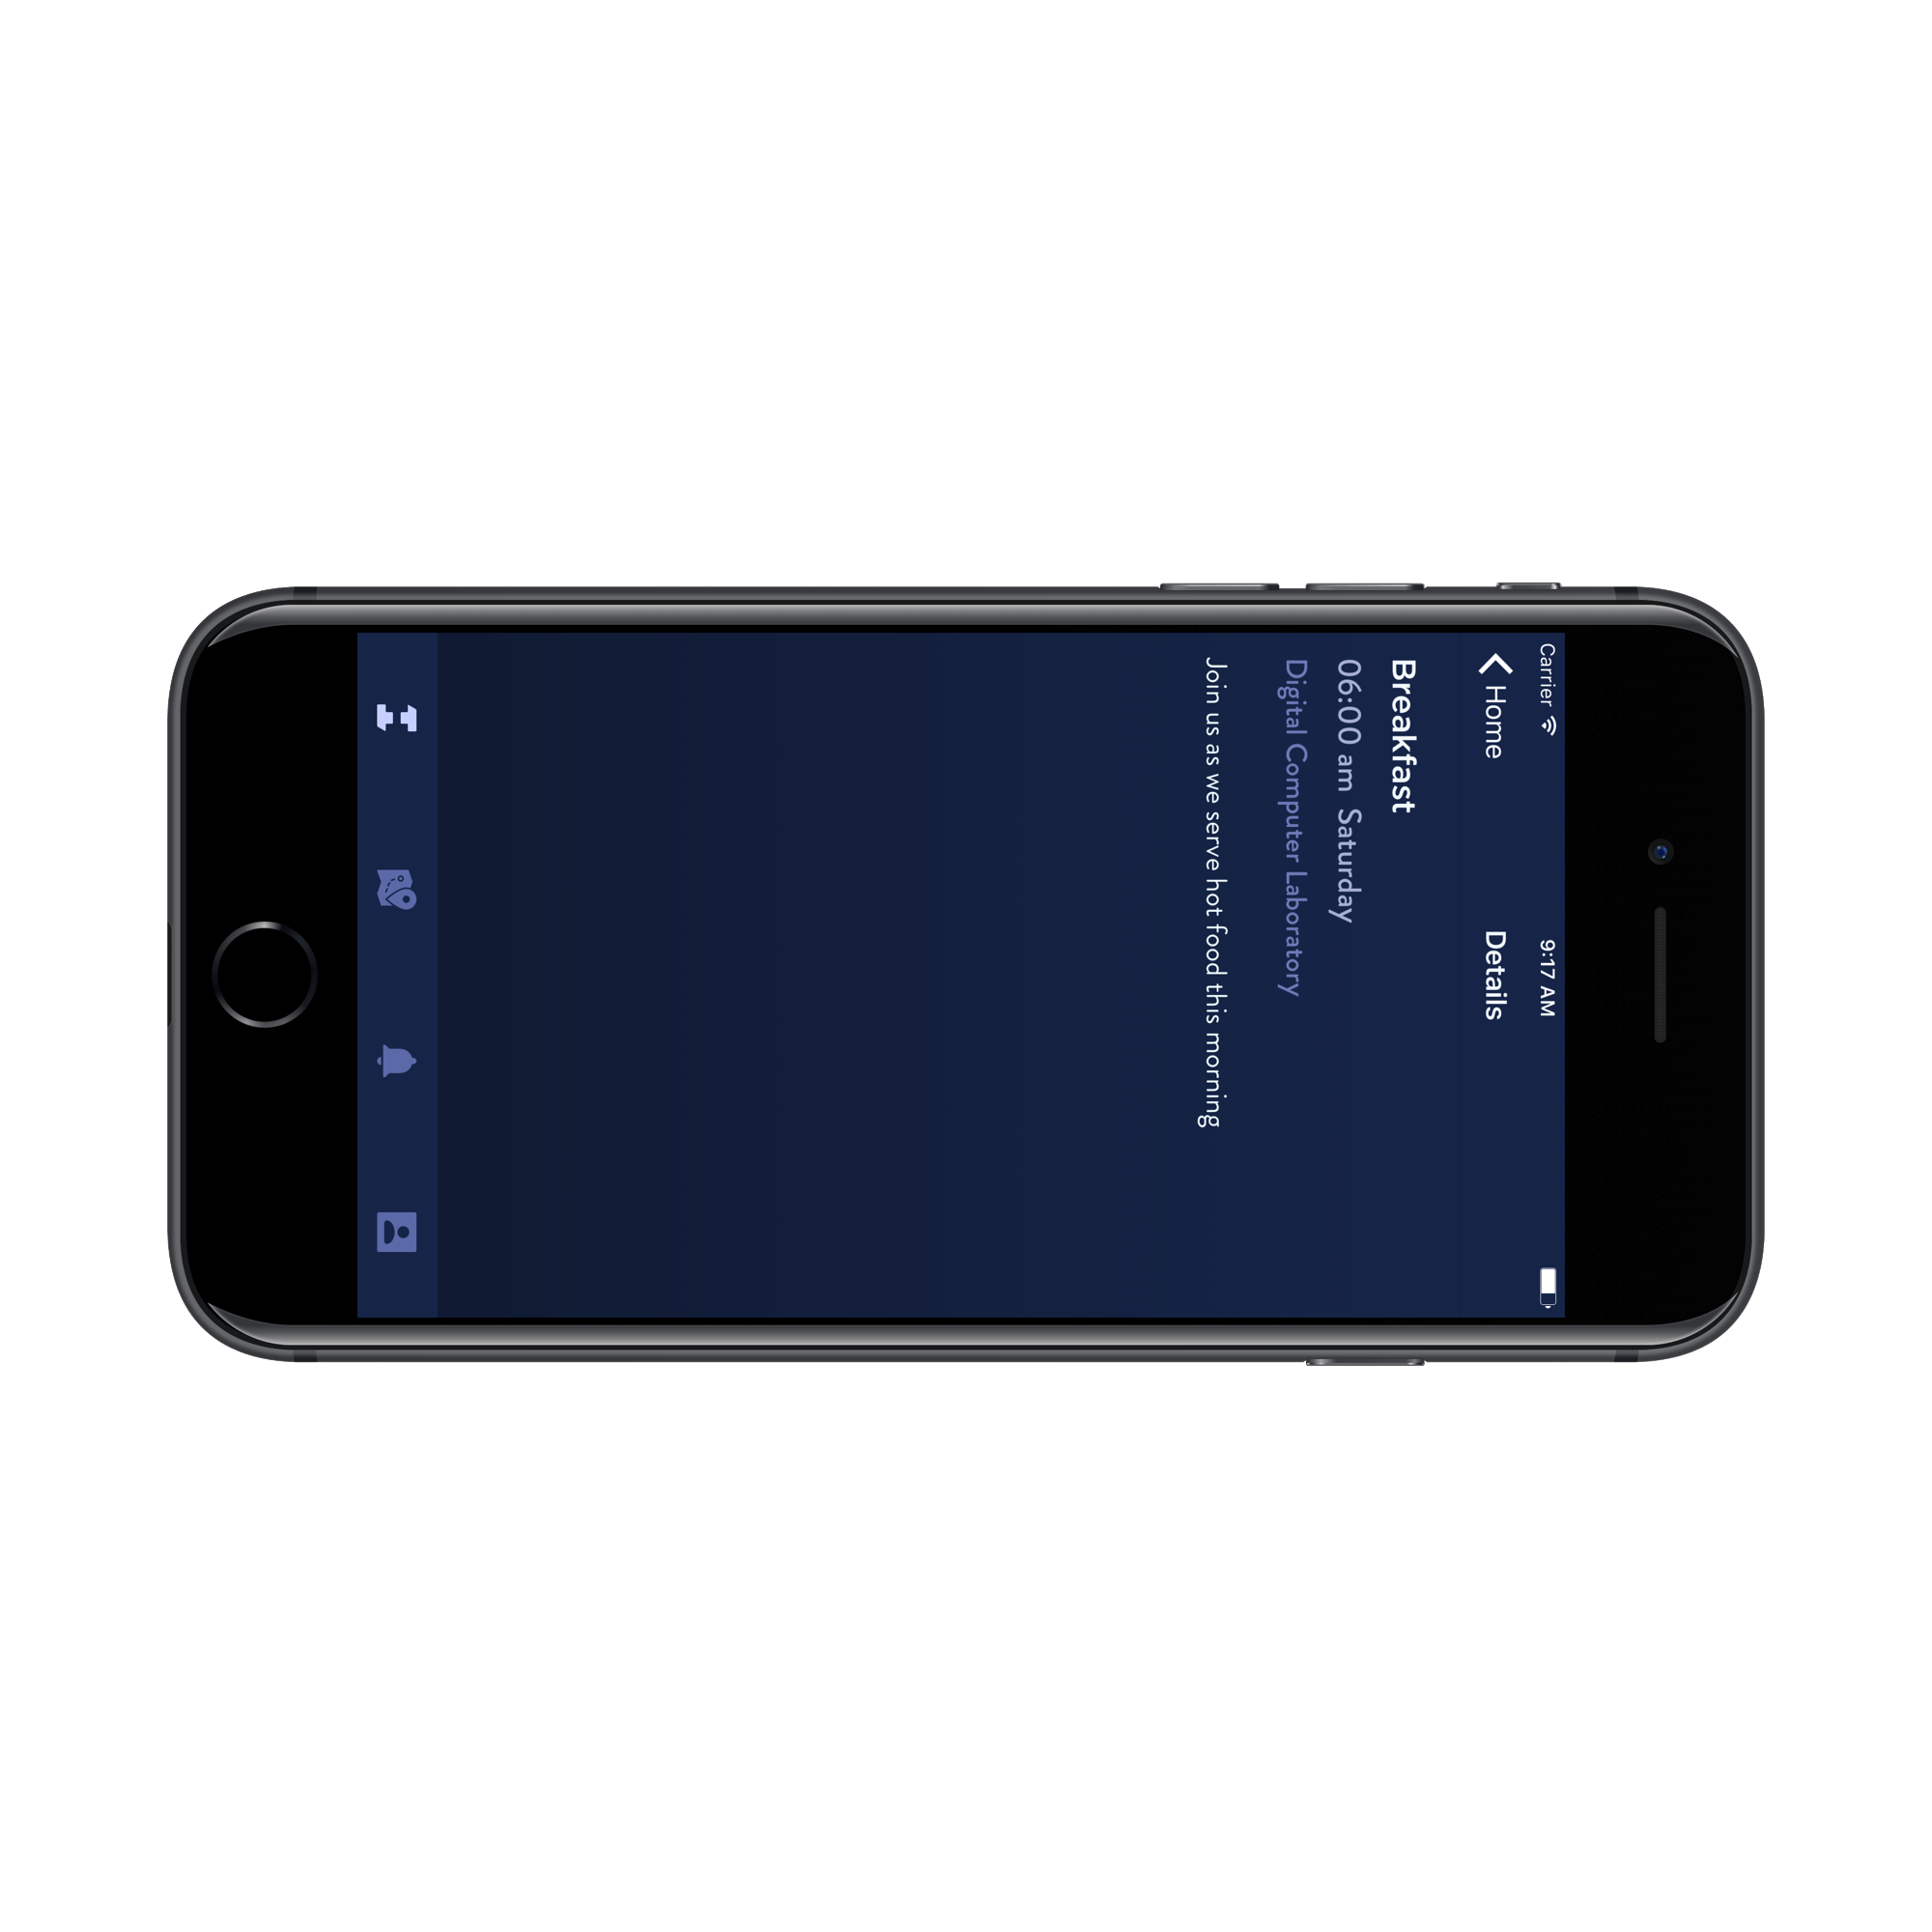 Carrier 9:17 AM
Home Details
Breakfast
06:00 am Saturday
Digital Computer Laboratory
Join us as we serve hot food this morning